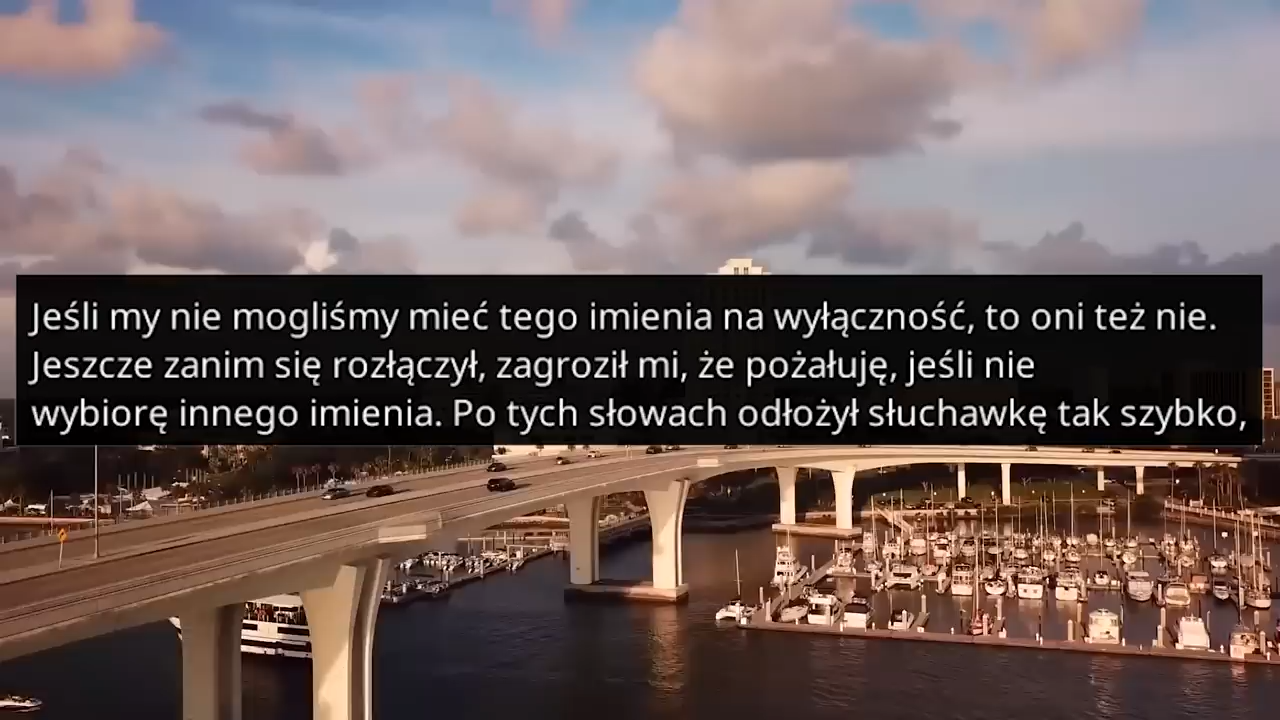 Jeśli my nie mogliśmy mieć tego imienia na wyłączność, to oni też nie.
Jeszcze zanim się rozłączył, zagroził mi, że pożałuję, jeśli nie
wybiorę innego imienia. Po tych słowach odłożył słuchawkę tak szybko,